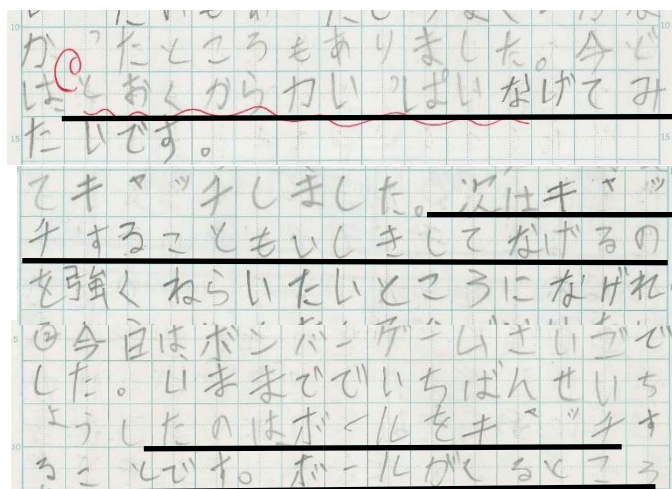 かったところもありました。今ど
はとおくから力いっぱいなげてみ
たいです。
てキャッチしました。次はキャッ
チすることもいしきしてなげるの
を強くねらいたいところになげれ
②今日はボンバーゲームさいごで
した。いままででいちばんせいち
ょうしたのはボールをキャッチす
ることです。ボールがくるところ